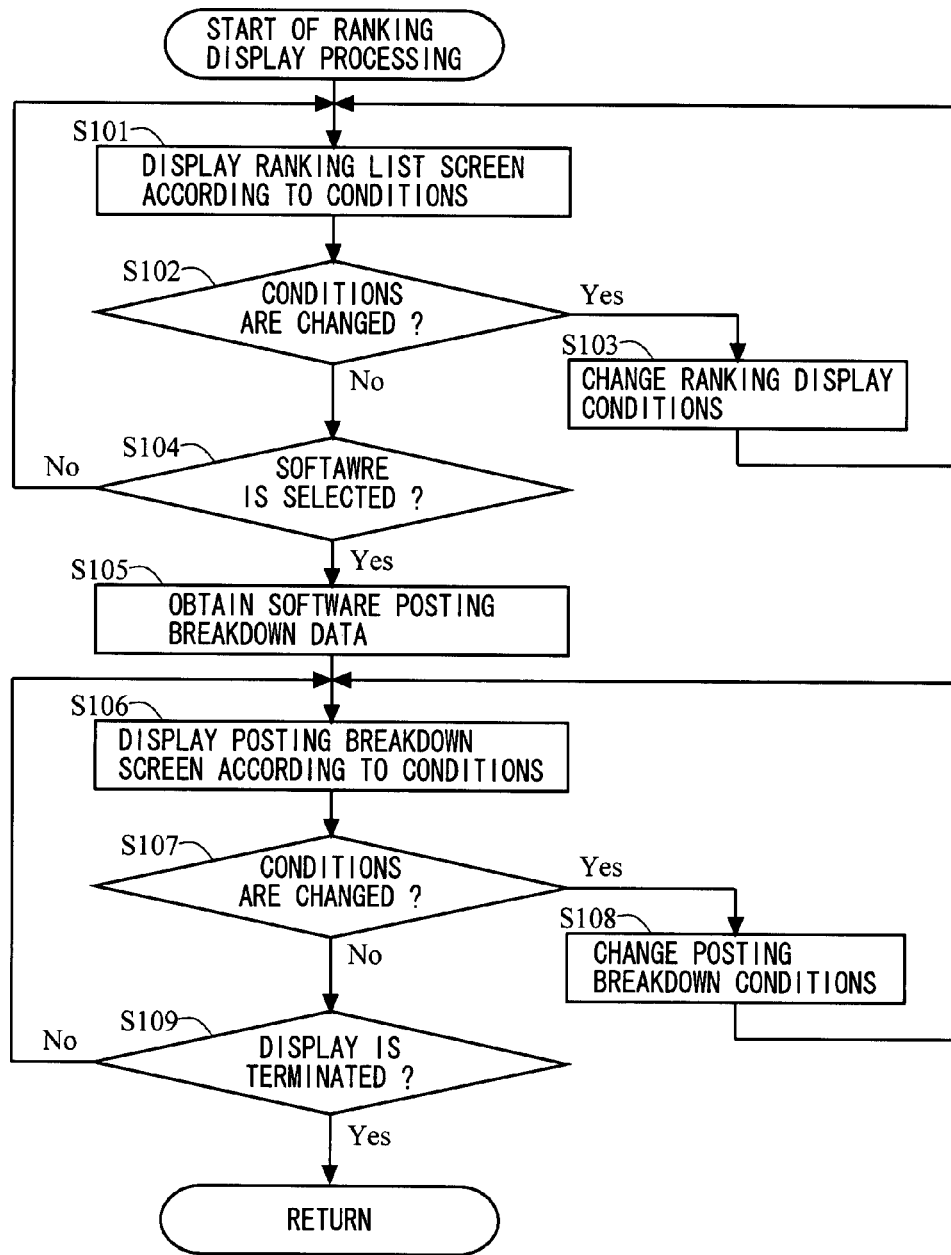 START OF RANKING
DISPLAY PROCESSING
S101
DISPLAY RANKING LIST SCREEN
ACCORDING TO CONDITIONS
S102
CONDITIONS
ARE CHANGED ?
Yes
No
S103
CHANGE RANKING DISPLAY
CONDITIONS
S104
No
SOFTAWRE
IS SELECTED ?
Yes
S105
OBTAIN SOFTWARE POSTING
BREAKDOWN DATA
S106
DISPLAY POSTING BREAKDOWN
SCREEN ACCORDING TO CONDITIONS
S107
CONDITIONS
ARE CHANGED ?
Yes
No
S108
CHANGE POSTING
BREAKDOWN CONDITIONS
S109
No
DISPLAY IS
TERMINATED ?
Yes
RETURN